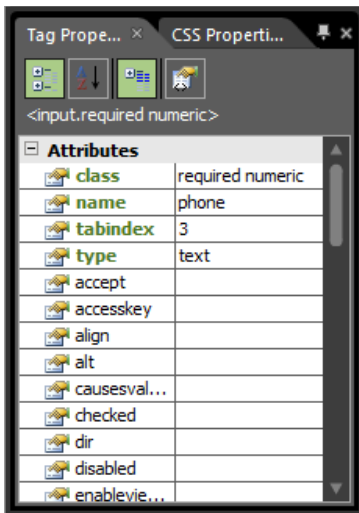 Tag Prope... × CSS Properti...
<input.required numeric>
Attributes
class required numeric
name phone
tabindex 3
type text
accept
accesskey
align
alt
causesval...
checked
dir
disabled
enablevie...